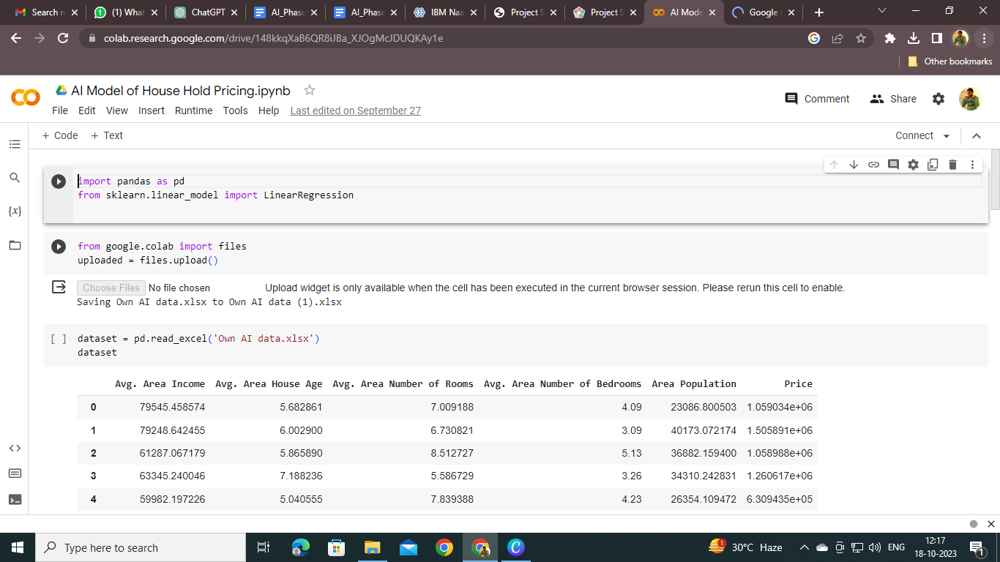 Search r
(1) What
ChatGPT
AI_Phase
AI_Phase
IBM Naa
Project S
Project S
AI Mode
Google
colab.research.google.com/drive/148kkqXaB6QR8iJBa_XJOgMcJDUQKAy1e
Other bookmarks
AI Model of House Hold Pricing.ipynb
Comment
Share
File Edit View Insert Runtime Tools Help Last edited on September 27
+ Code + Text
Connect
import pandas as pd
from sklearn.linear_model import LinearRegression
{x}
from google.colab import files
uploaded = files.upload()
Choose Files No file chosen Upload widget is only available when the cell has been executed in the current browser session. Please rerun this cell to enable.
Saving Own AI data.xlsx to Own AI data (1).xlsx
[ ] dataset = pd.read_excel('Own AI data.xlsx')
dataset
Avg. Area Income Avg. Area House Age Avg. Area Number of Rooms Avg. Area Number of Bedrooms Area Population Price
0 79545.458574 5.682861 7.009188 4.09 23086.800503 1.059034e+06
1 79248.642455 6.002900 6.730821 3.09 40173.072174 1.505891e+06
2 61287.067179 5.865890 8.512727 5.13 36882.159400 1.058988e+06
3 63345.240046 7.188236 5.586729 3.26 34310.242831 1.260617e+06
4 59982.197226 5.040555 7.839388 4.23 26354.109472 6.309435e+05
Type here to search
1
30°C Haze
ENG
12:17
18-10-2023
1